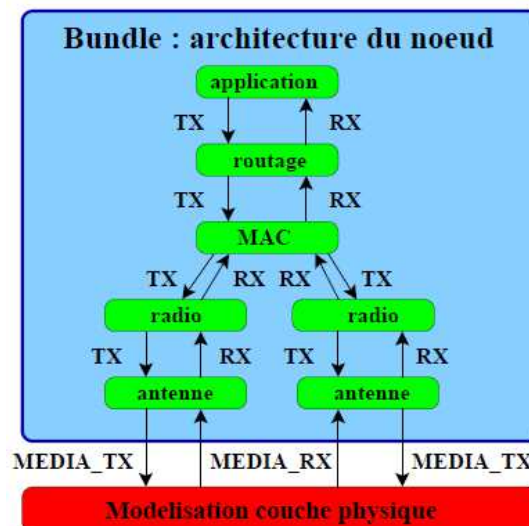 Bundle : architecture du noeud
application
TX RX
routage
TX RX
MAC
TX RX RX TX
radio radio
TX RX TX RX
antenne antenne
MEDIA_TX MEDIA_RX MEDIA_TX
Modelisation couche physique